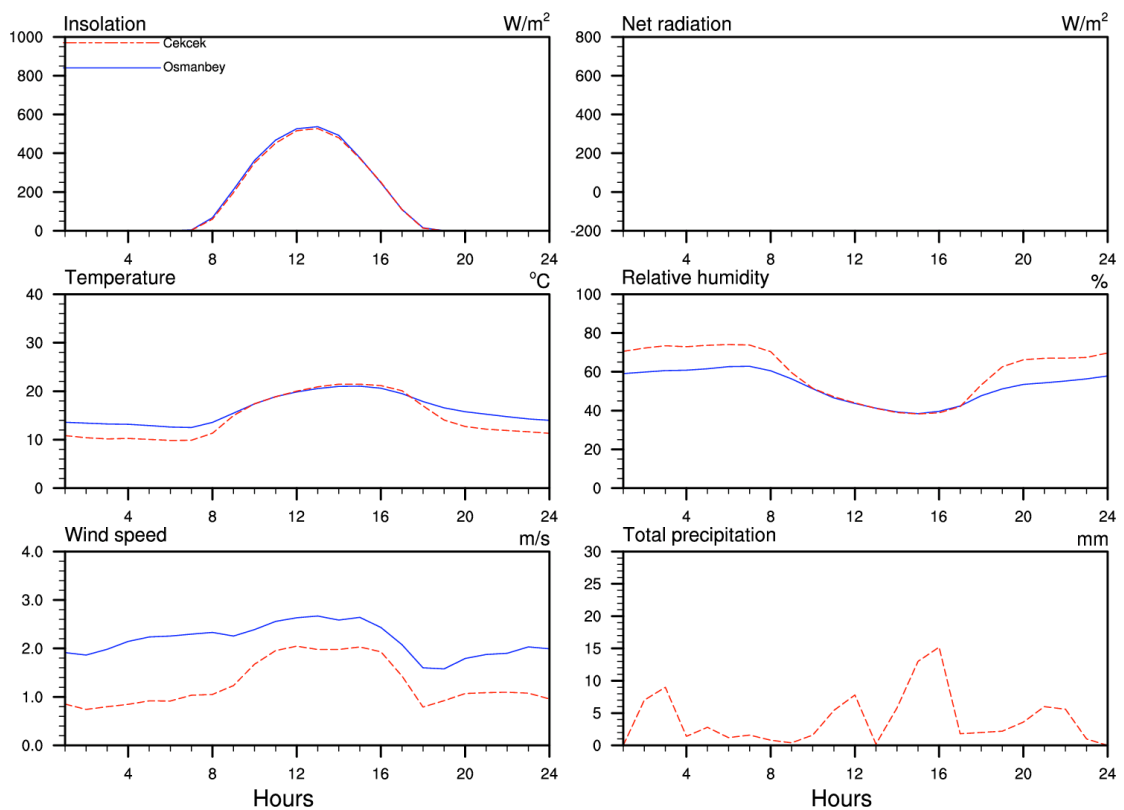 Insolation W/m²
1000
800
600
400
200
0
Cekcek
Osmanbey
4 8 12 16 20 24
Net radiation W/m²
800
600
400
200
0
-200
4 8 12 16 20 24
Temperature °C
40
30
20
10
0
4 8 12 16 20 24
Relative humidity %
100
80
60
40
20
0
4 8 12 16 20 24
Wind speed m/s
4.0
3.0
2.0
1.0
0.0
4 8 12 16 20 24
Hours
Total precipitation mm
30
25
20
15
10
5
0
4 8 12 16 20 24
Hours